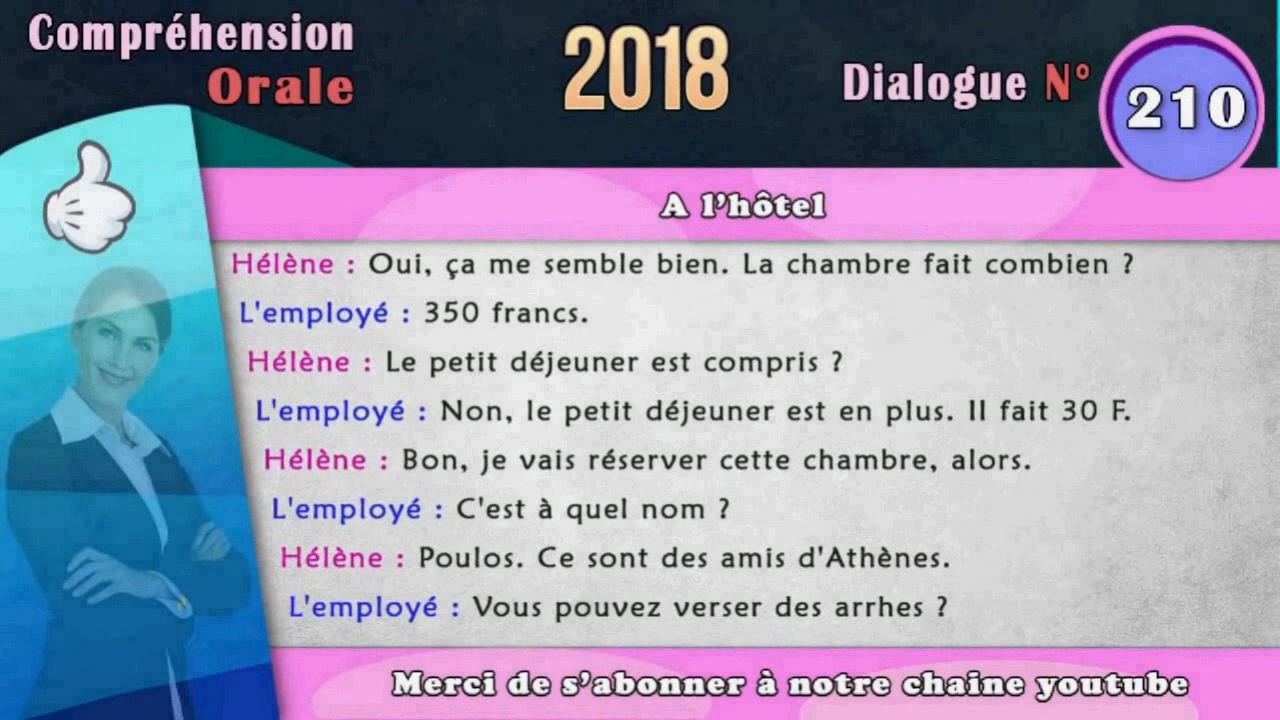 Compréhension
Orale
2018
Dialogue N° 210
A l'hôtel
Hélène : Oui, ça me semble bien. La chambre fait combien ?
L'employé : 350 francs.
Hélène : Le petit déjeuner est compris ?
L'employé : Non, le petit déjeuner est en plus. Il fait 30 F.
Hélène : Bon, je vais réserver cette chambre, alors.
L'employé : C'est à quel nom ?
Hélène : Poulos. Ce sont des amis d'Athènes.
L'employé : Vous pouvez verser des arrhes ?
Merci de s'abonner à notre chaine youtube